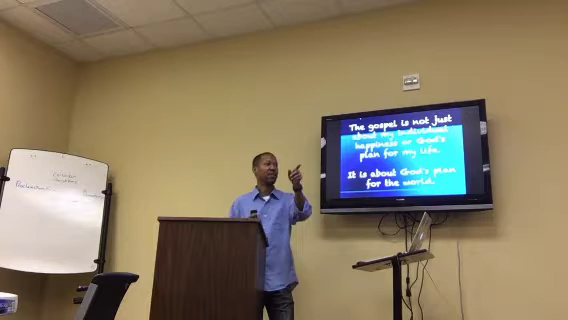 The gospel is not just
about my individual
happiness or God's
plan for my life.
It is about God's plan
for the world.